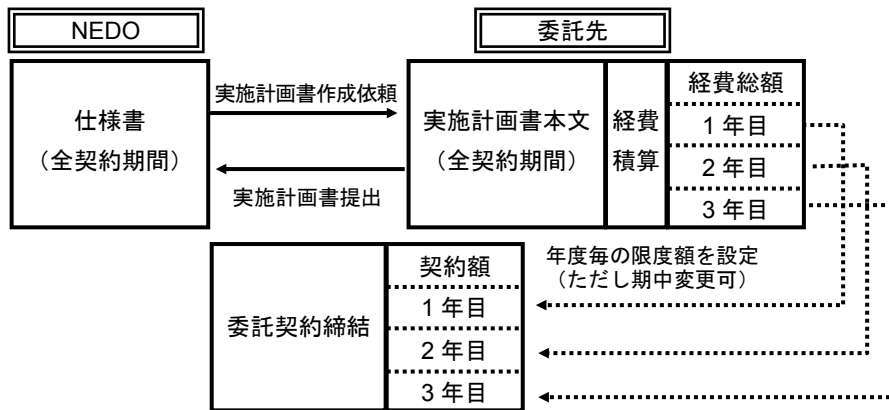 NEDO
委託先
仕様書
（全契約期間）
実施計画書作成依頼
実施計画書提出
実施計画書本文
（全契約期間）
経費
積算
経費総額
1 年目
2 年目
3 年目
委託契約締結
契約額
1 年目
2 年目
3 年目
年度毎の限度額を設定
（ただし期中変更可）